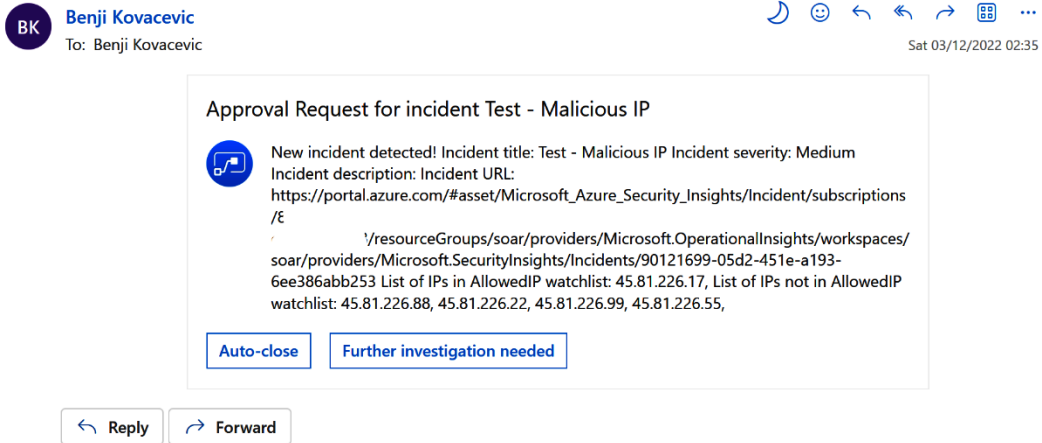 BK
Benji Kovacevic
To: Benji Kovacevic
Sat 03/12/2022 02:35
Approval Request for incident Test - Malicious IP
New incident detected! Incident title: Test - Malicious IP Incident severity: Medium
Incident description: Incident URL:
https://portal.azure.com/#asset/Microsoft_Azure_Security_Insights/Incident/subscriptions
/resourceGroups/soar/providers/Microsoft.OperationalInsights/workspaces/
soar/providers/Microsoft.SecurityInsights/Incidents/90121699-05d2-451e-a193-
6ee386abb253 List of IPs in AllowedIP watchlist: 45.81.226.17, List of IPs not in AllowedIP
watchlist: 45.81.226.88, 45.81.226.22, 45.81.226.99, 45.81.226.55,
Auto-close
Further investigation needed
Reply
Forward